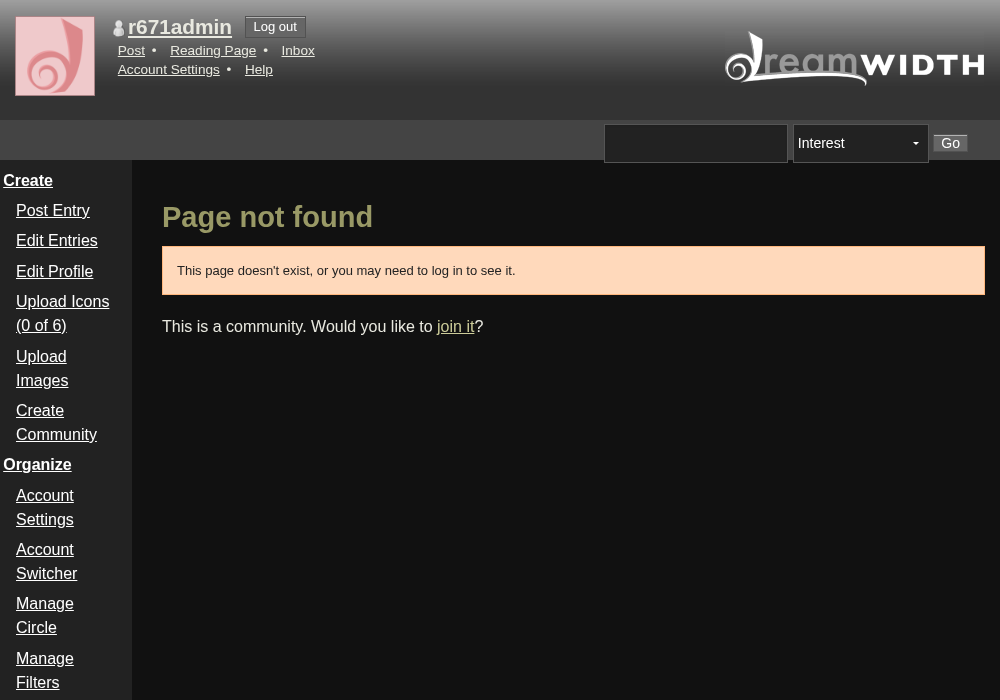 r671admin Log out
Post • Reading Page • Inbox
Account Settings • Help
dreamwidth
Interest Go
Create
Post Entry
Edit Entries
Edit Profile
Upload Icons
(0 of 6)
Upload
Images
Create
Community
Organize
Account
Settings
Account
Switcher
Manage
Circle
Manage
Filters
Page not found
This page doesn't exist, or you may need to log in to see it.
This is a community. Would you like to join it?